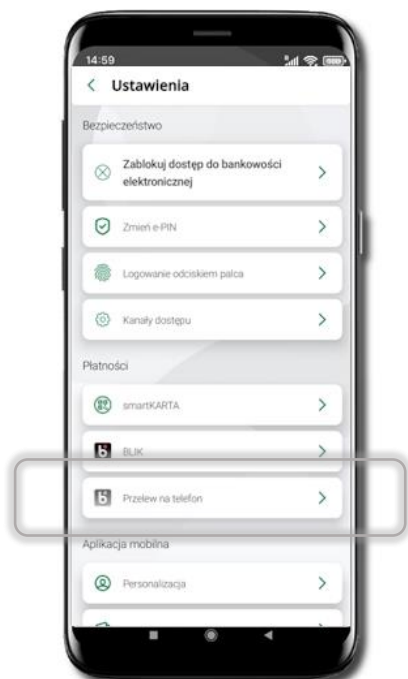 14:59
Ustawienia
Bezpieczeństwo
Zablokuj dostęp do bankowości
elektronicznej
Zmień e-PIN
Logowanie odciskiem palca
Kanały dostępu
Płatności
smartKARTA
BLIK
Przelew na telefon
Aplikacja mobilna
Personalizacja